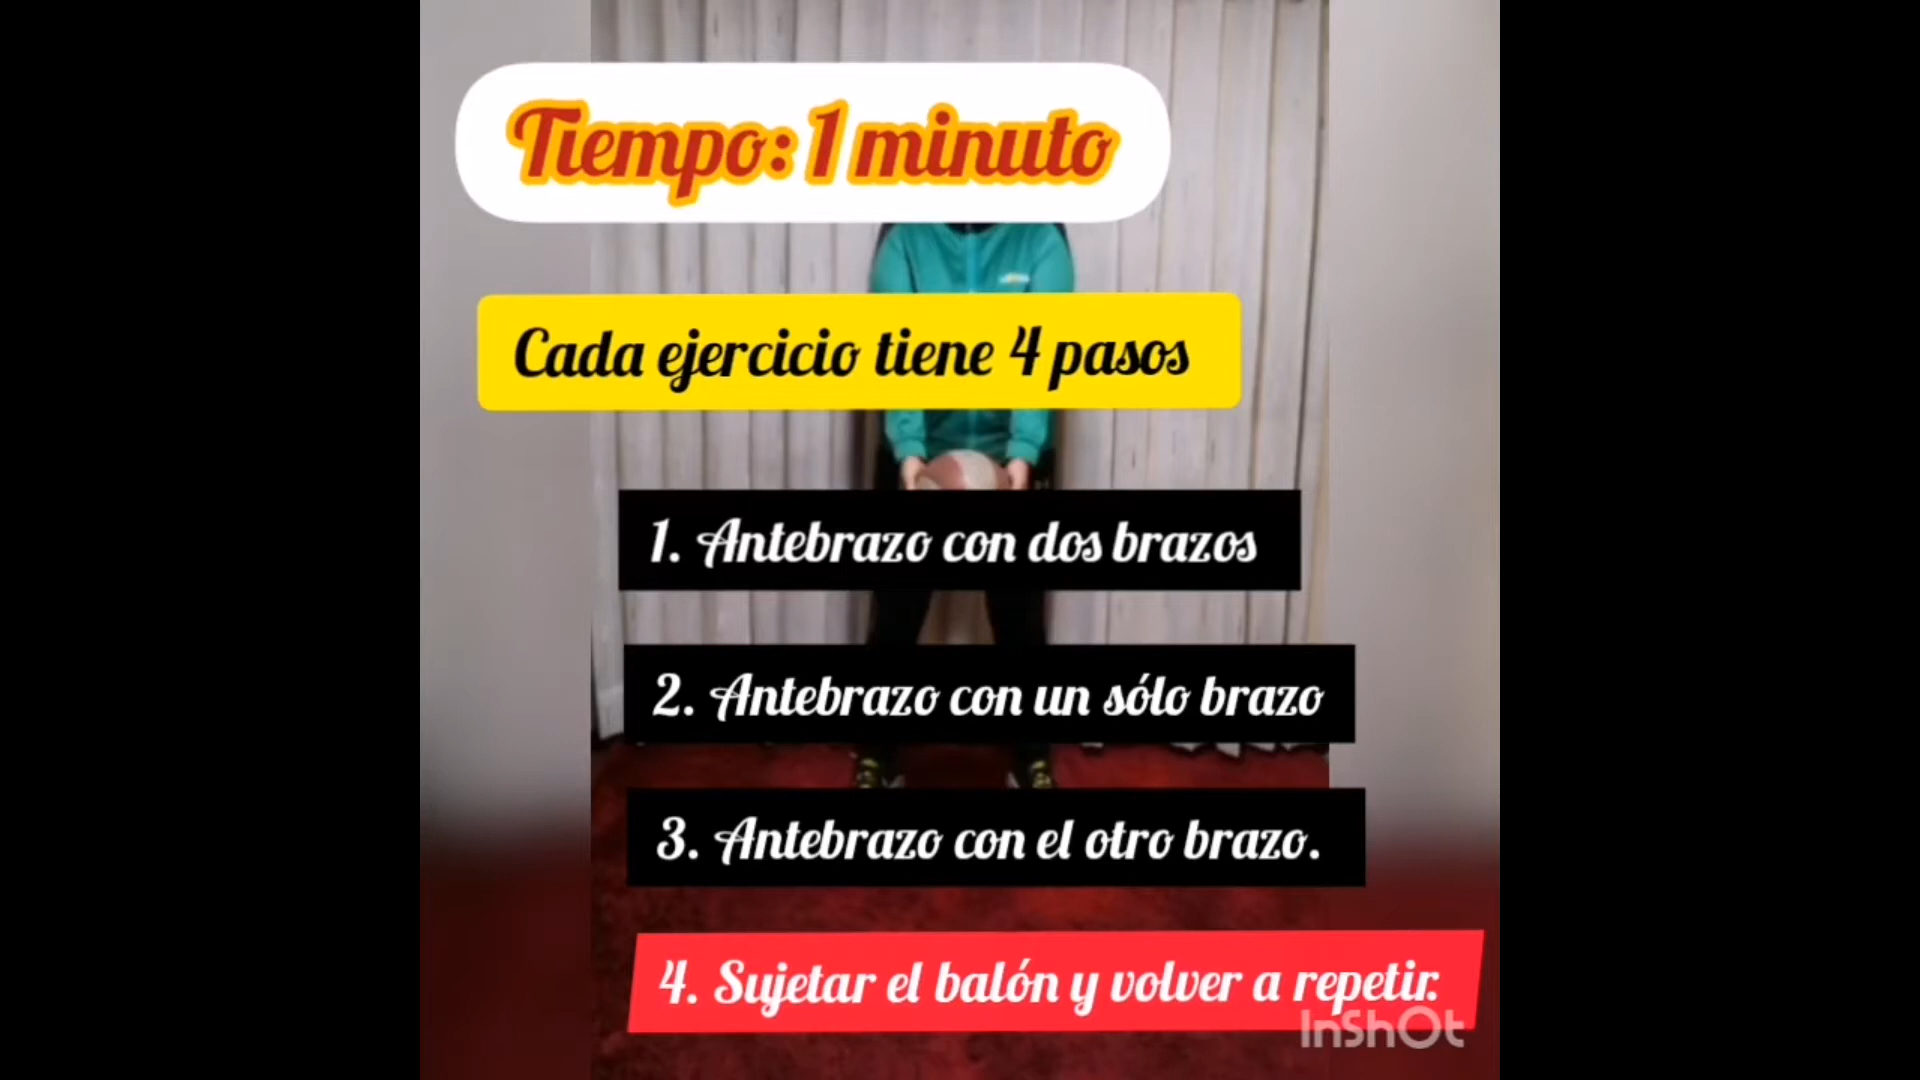 Tiempo: 1 minuto
Cada ejercicio tiene 4 pasos
1. Antebrazo con dos brazos
2. Antebrazo con un sólo brazo
3. Antebrazo con el otro brazo.
4. Sujetar el balón y volver a repetir.
InShOt